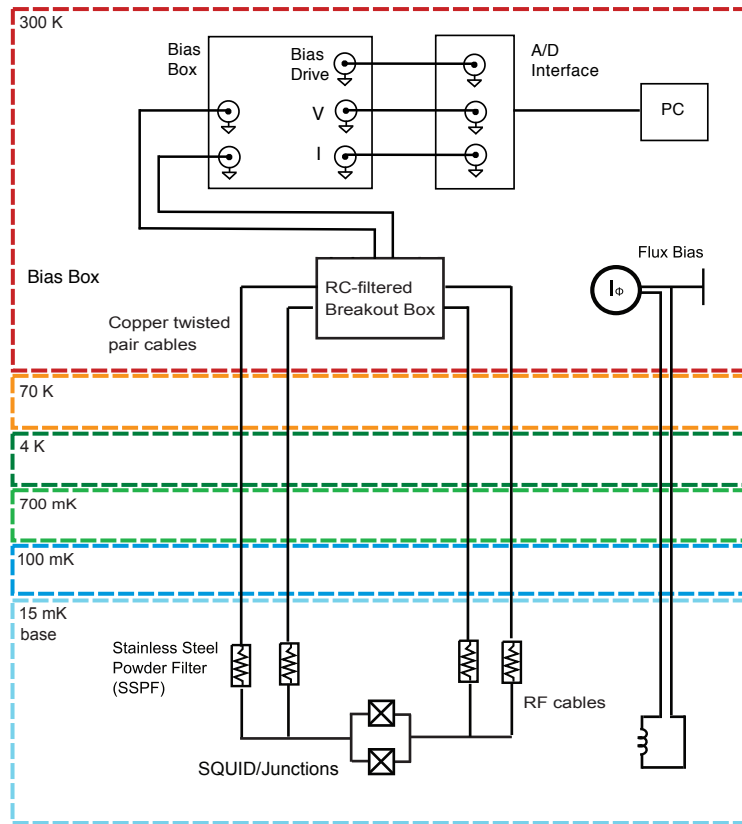 300 K
Bias
Box
Bias
Drive
V
I
A/D
Interface
PC
Bias Box
RC-filtered
Breakout Box
Flux Bias
IΦ
Copper twisted
pair cables
70 K
4 K
700 mK
100 mK
15 mK
base
Stainless Steel
Powder Filter
(SSPF)
RF cables
SQUID/Junctions